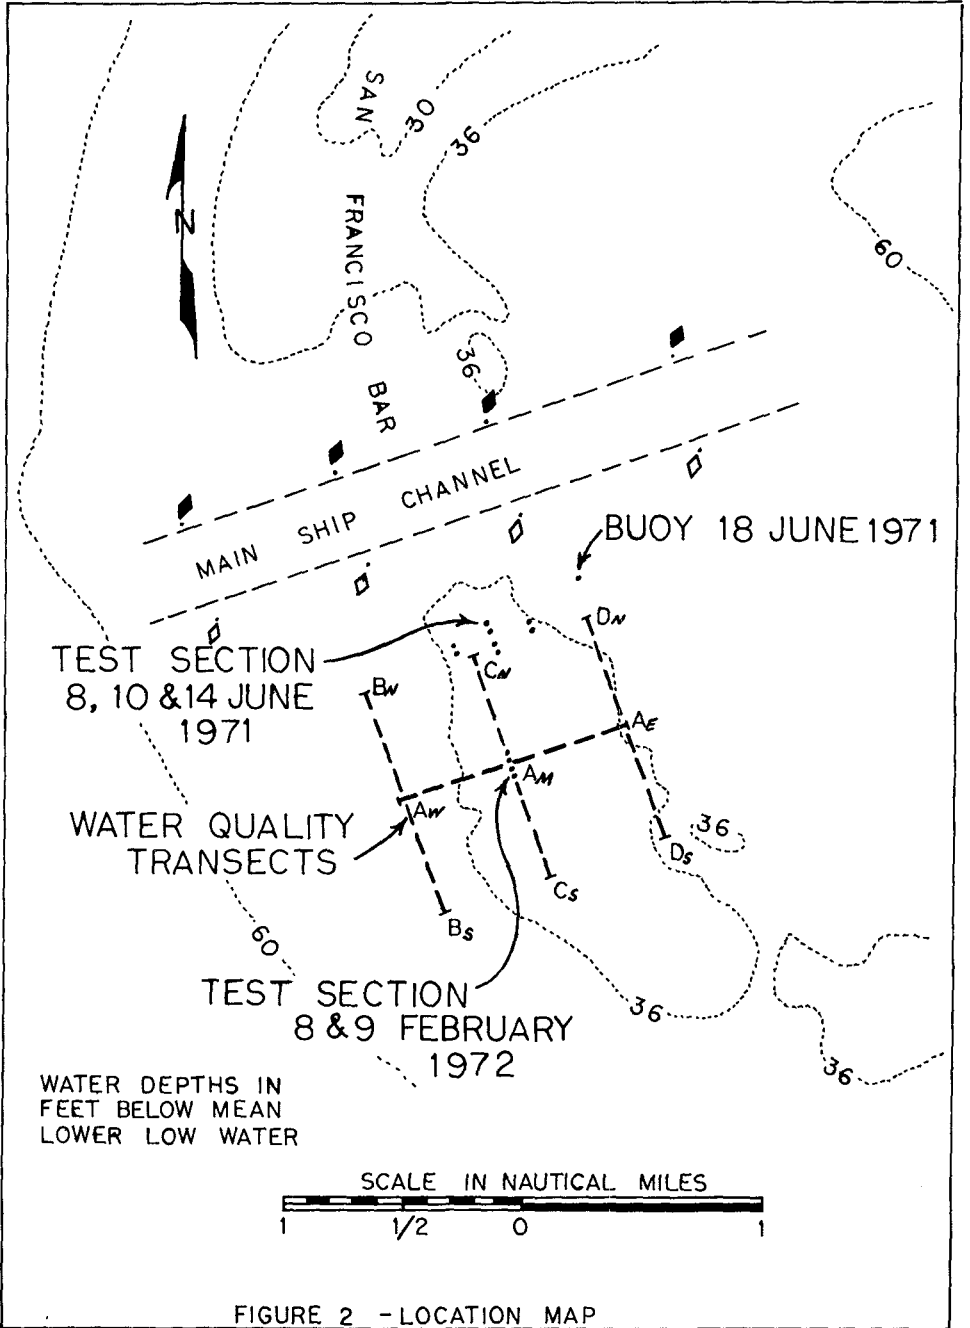 SAN
30
36
FRANCISCO
60
N
36
BAR
MAIN SHIP CHANNEL
BUOY 18 JUNE 1971
DN
TEST SECTION
8, 10 & 14 JUNE
1971
CN
BN
AE
AM
AW
WATER QUALITY
TRANSECTS
36
DS
CS
BS
60
TEST SECTION
8 & 9 FEBRUARY
1972
36
36
WATER DEPTHS IN
FEET BELOW MEAN
LOWER LOW WATER
SCALE IN NAUTICAL MILES
1 1/2 0 1
FIGURE 2 - LOCATION MAP